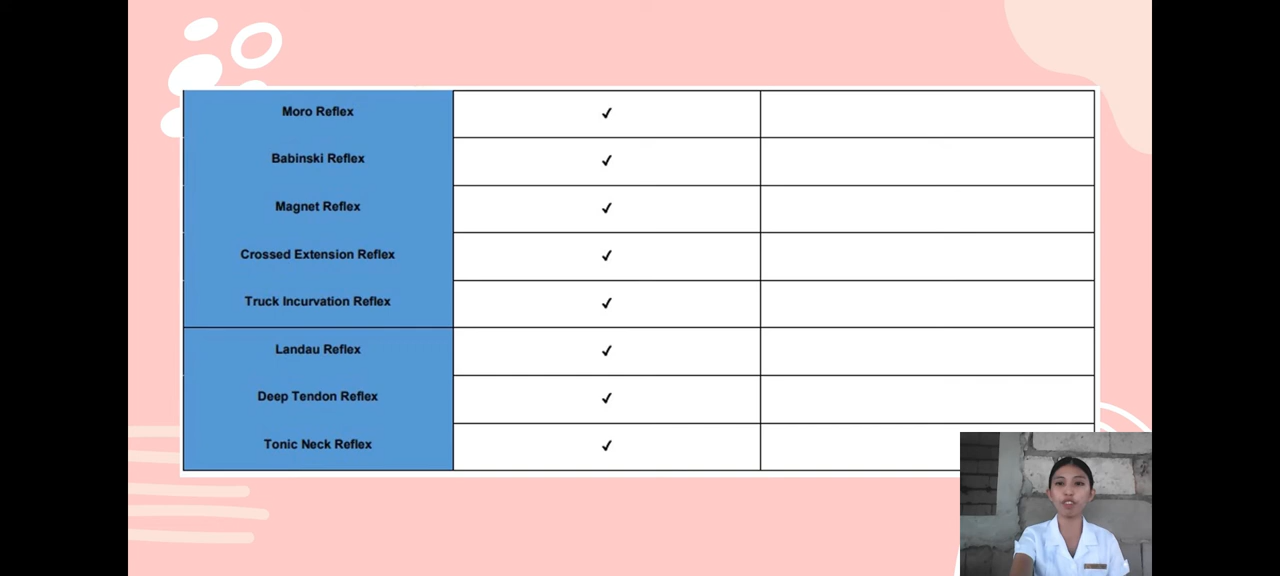 Moro Reflex ✓
Babinski Reflex ✓
Magnet Reflex ✓
Crossed Extension Reflex ✓
Truck Incurvation Reflex ✓
Landau Reflex ✓
Deep Tendon Reflex ✓
Tonic Neck Reflex ✓